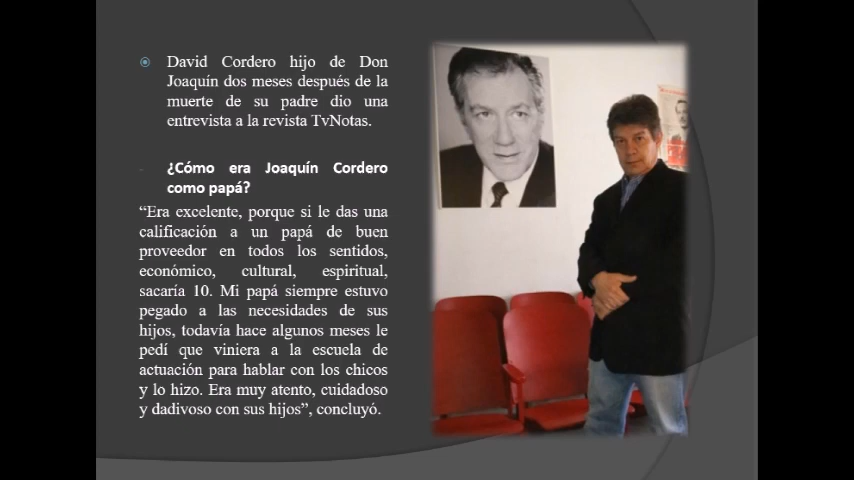 David Cordero hijo de Don
Joaquín dos meses después de la
muerte de su padre dio una
entrevista a la revista TvNotas.
- ¿Cómo era Joaquín Cordero
como papá?
“Era excelente, porque si le das una
calificación a un papá de buen
proveedor en todos los sentidos,
económico, cultural, espiritual,
sacaría 10. Mi papá siempre estuvo
pegado a las necesidades de sus
hijos, todavía hace algunos meses le
pedí que viniera a la escuela de
actuación para hablar con los chicos
y lo hizo. Era muy atento, cuidadoso
y dadivoso con sus hijos”, concluyó.